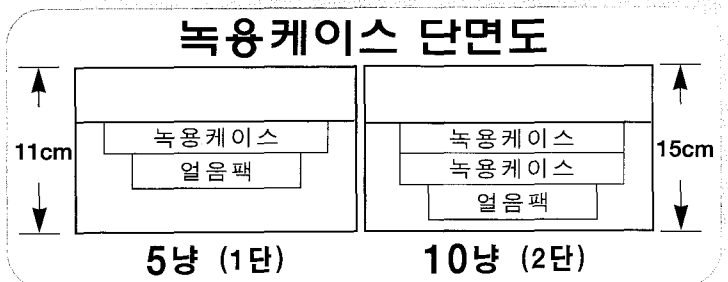 녹용케이스 단면도
11cm
녹용케이스
얼음팩
5냥 (1단)
녹용케이스
녹용케이스
얼음팩
15cm
10냥 (2단)